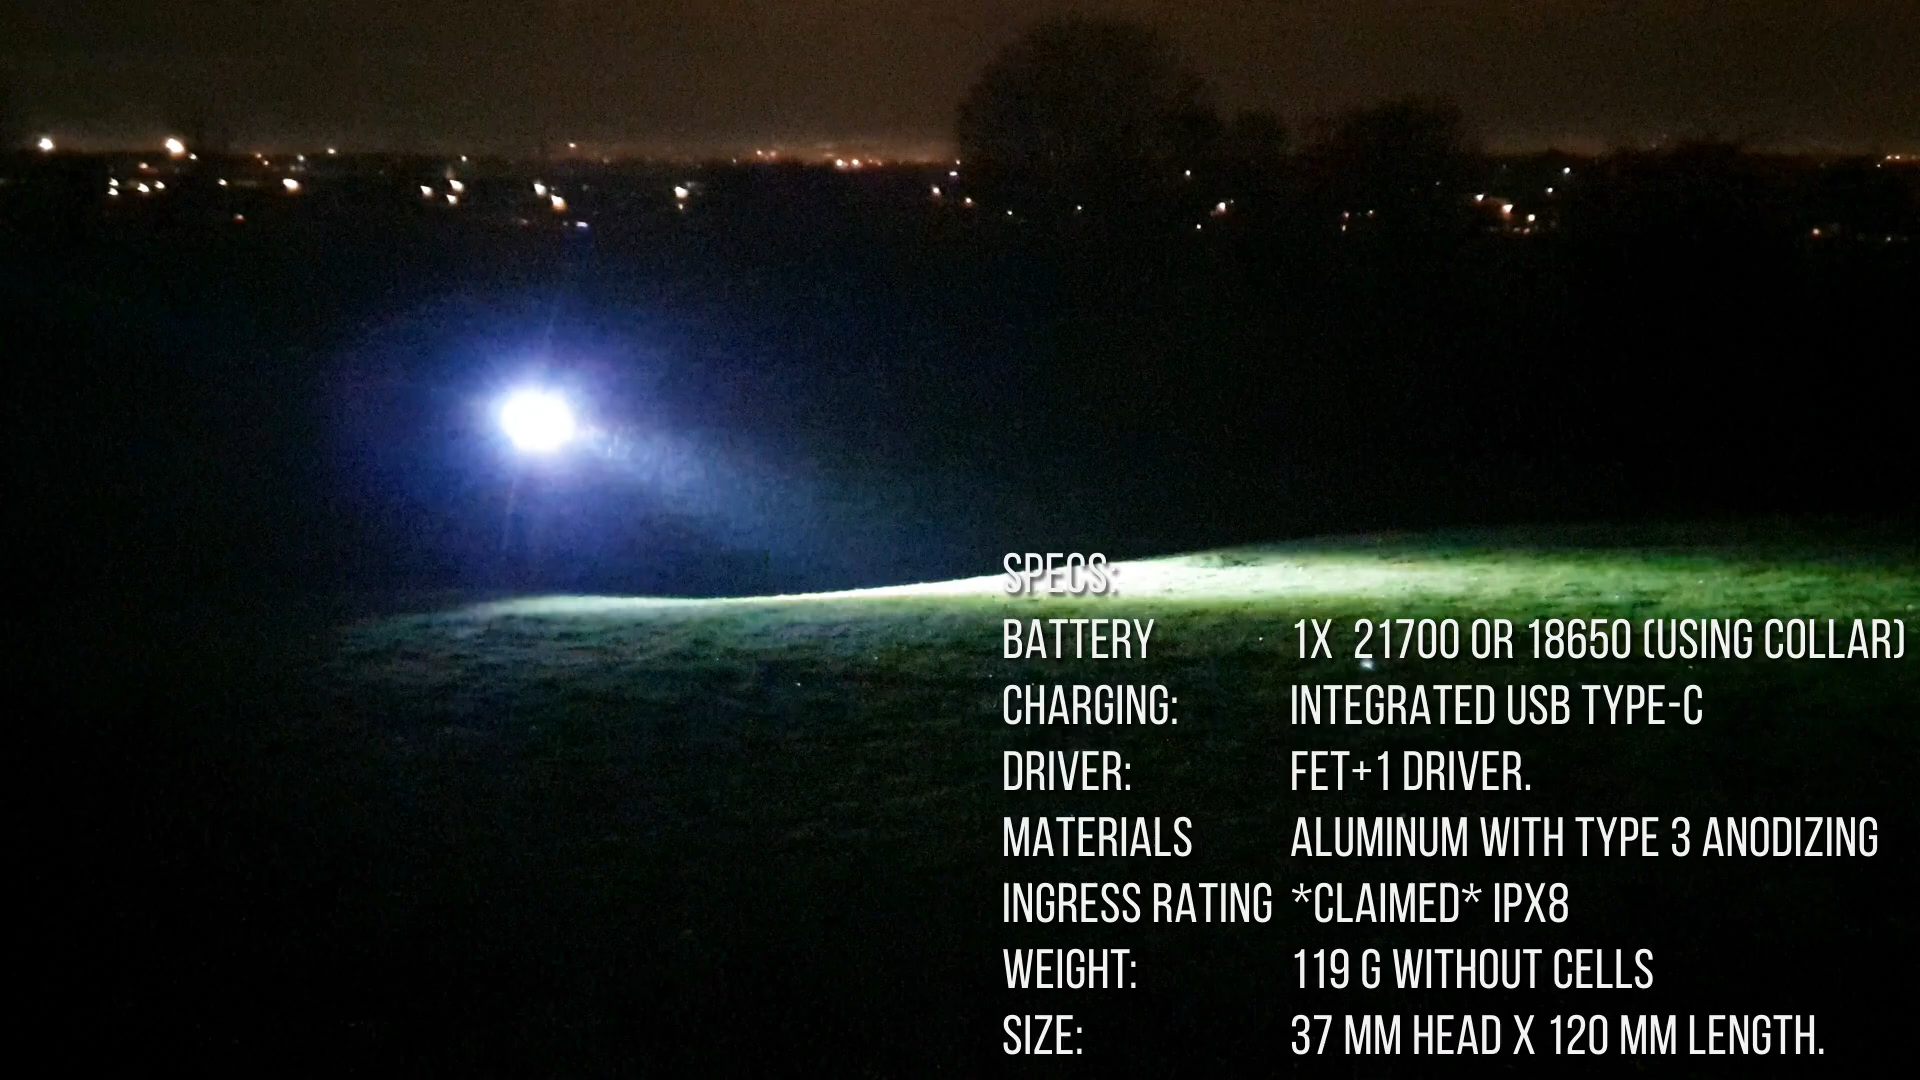 SPECS:
BATTERY 1X 21700 OR 18650 (USING COLLAR)
CHARGING: INTEGRATED USB TYPE-C
DRIVER: FET+1 DRIVER.
MATERIALS ALUMINUM WITH TYPE 3 ANODIZING
INGRESS RATING *CLAIMED* IPX8
WEIGHT: 119 G WITHOUT CELLS
SIZE: 37 MM HEAD X 120 MM LENGTH.